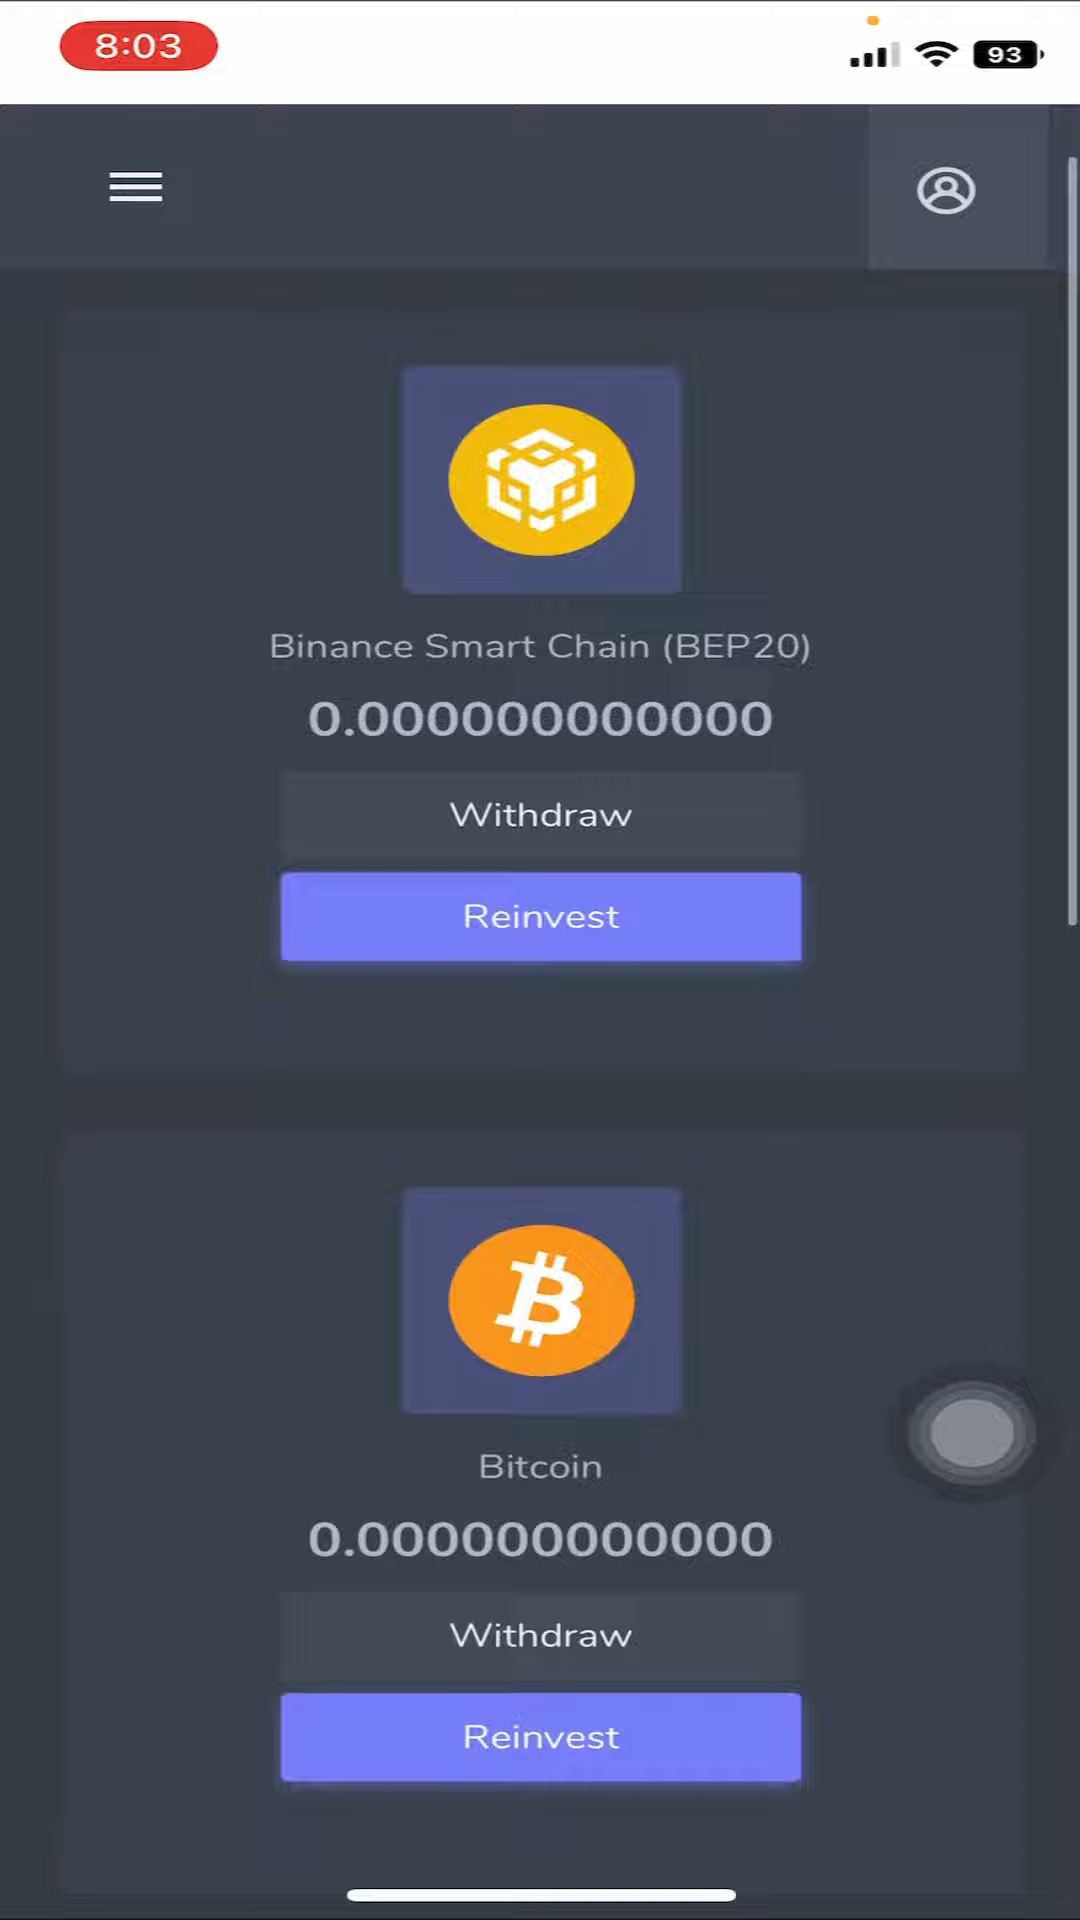 8:03
93
Binance Smart Chain (BEP20)
0.000000000000
Withdraw
Reinvest
Bitcoin
0.000000000000
Withdraw
Reinvest